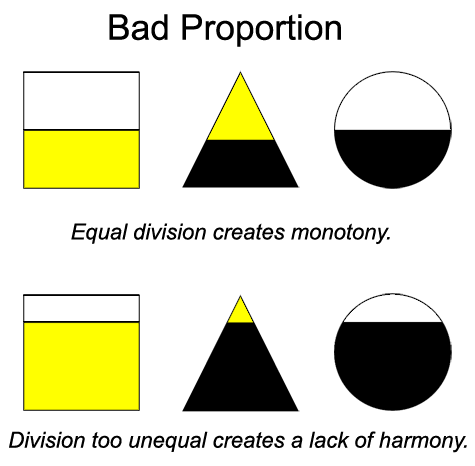 Bad Proportion
Equal division creates monotony.
Division too unequal creates a lack of harmony.